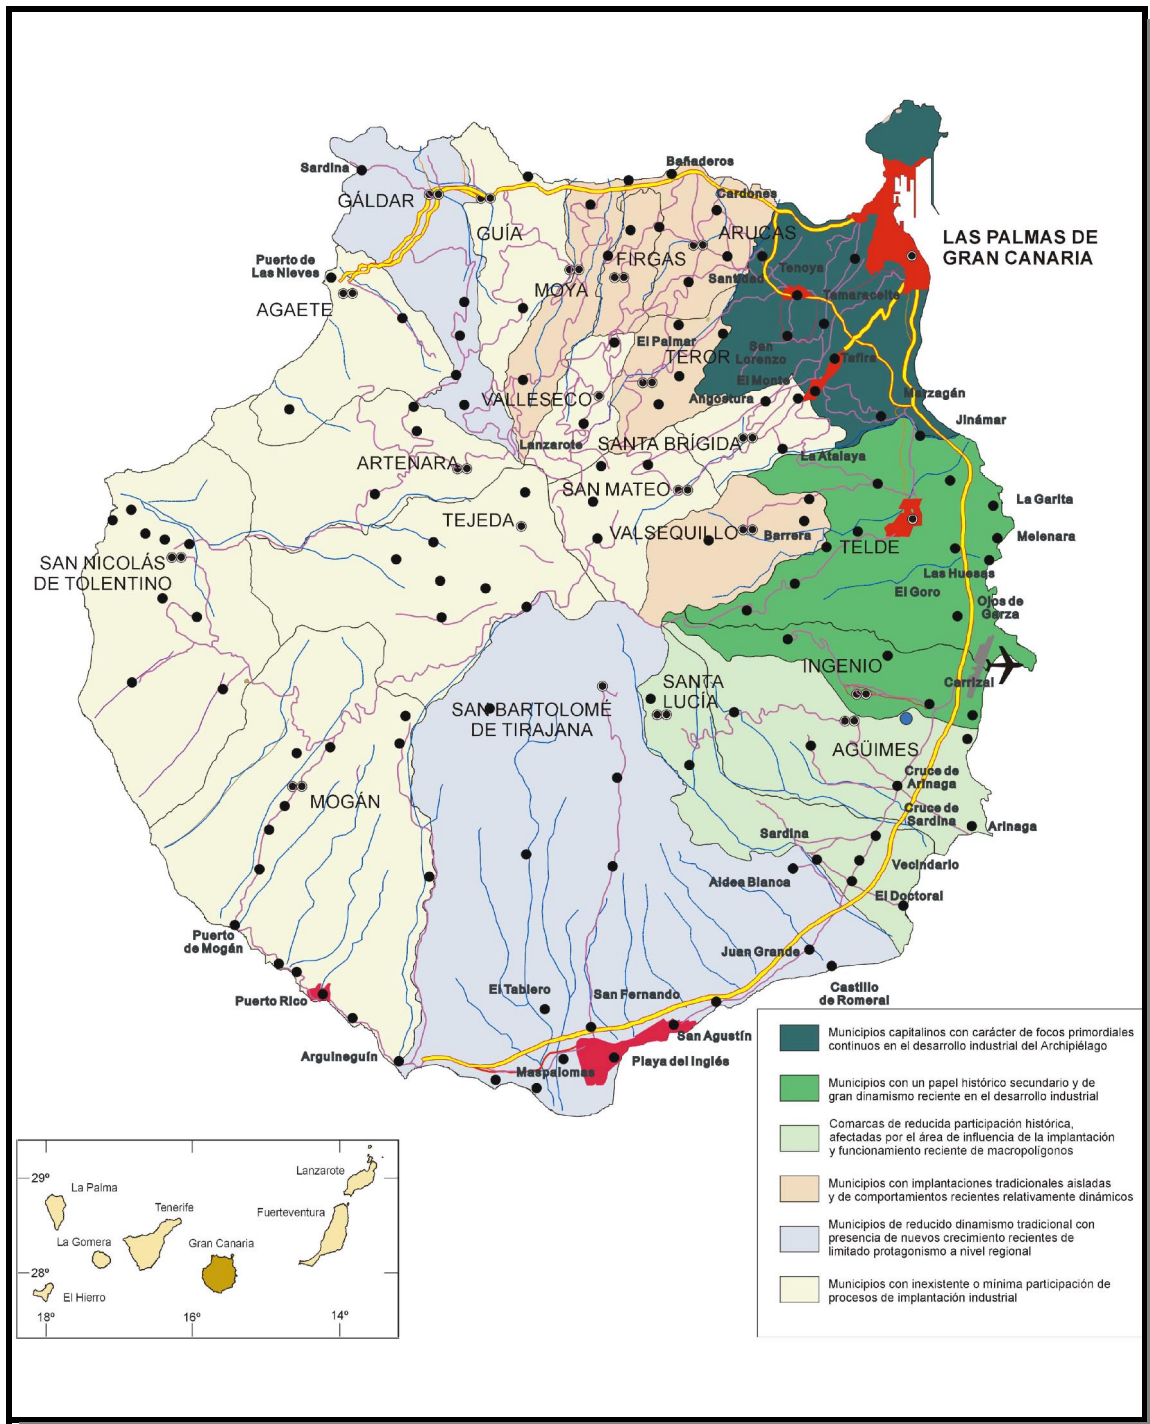 Sardina
Bañaderos
Cardones
GÁLDAR
GUÍA
ARUCAS
LAS PALMAS DE
GRAN CANARIA
Puerto de
Las Nieves
FIRGAS
Tenoya
Santidad
MOYA
Tamaraceite
AGAETE
El Palmar
San
Lorenzo
TEROR
Tafira
El Monte
Angostura
Marzagán
VALLESECO
Jinámar
Lanzarote
SANTA BRÍGIDA
La Atalaya
ARTENARA
SAN MATEO
La Garita
TEJEDA
VALSEQUILLO
Barrera
TELDE
Melenara
SAN NICOLÁS
DE TOLENTINO
Las Huesas
El Goro
Ojos de
Garza
INGENIO
Carrizal
SANTA
LUCÍA
SAN BARTOLOMÉ
DE TIRAJANA
AGÜIMES
Cruce de
Arinaga
MOGÁN
Cruce de
Sardina
Arinaga
Sardina
Vecindario
Aldea Blanca
El Doctoral
Puerto
de Mogán
Juan Grande
El Tablero
San Fernando
Castillo
de Romeral
Puerto Rico
San Agustín
Arguineguín
Playa del Inglés
Maspalomas
Municipios capitalinos con carácter de focos primordiales
continuos en el desarrollo industrial del Archipiélago
Municipios con un papel histórico secundario y de
gran dinamismo reciente en el desarrollo industrial
Comarcas de reducida participación histórica,
afectadas por el área de influencia de la implantación
y funcionamiento reciente de macropolígonos
Municipios con implantaciones tradicionales aisladas
y de comportamientos recientes relativamente dinámicos
Municipios de reducido dinamismo tradicional con
presencia de nuevos crecimiento recientes de
limitado protagonismo a nivel regional
Municipios con inexistente o mínima participación de
procesos de implantación industrial
29º
Lanzarote
La Palma
Tenerife
Fuerteventura
La Gomera
Gran Canaria
28º
El Hierro
18º
16º
14º